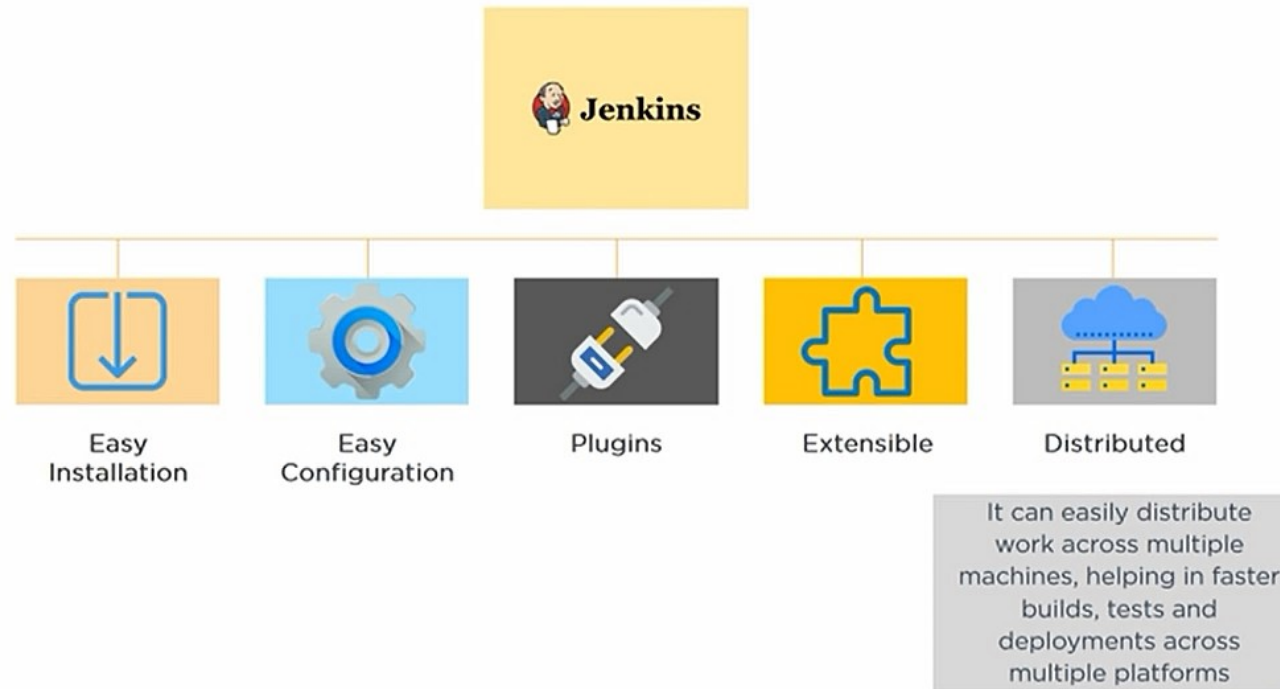 Jenkins
Easy
Installation
Easy
Configuration
Plugins
Extensible
Distributed
It can easily distribute
work across multiple
machines, helping in faster
builds, tests and
deployments across
multiple platforms